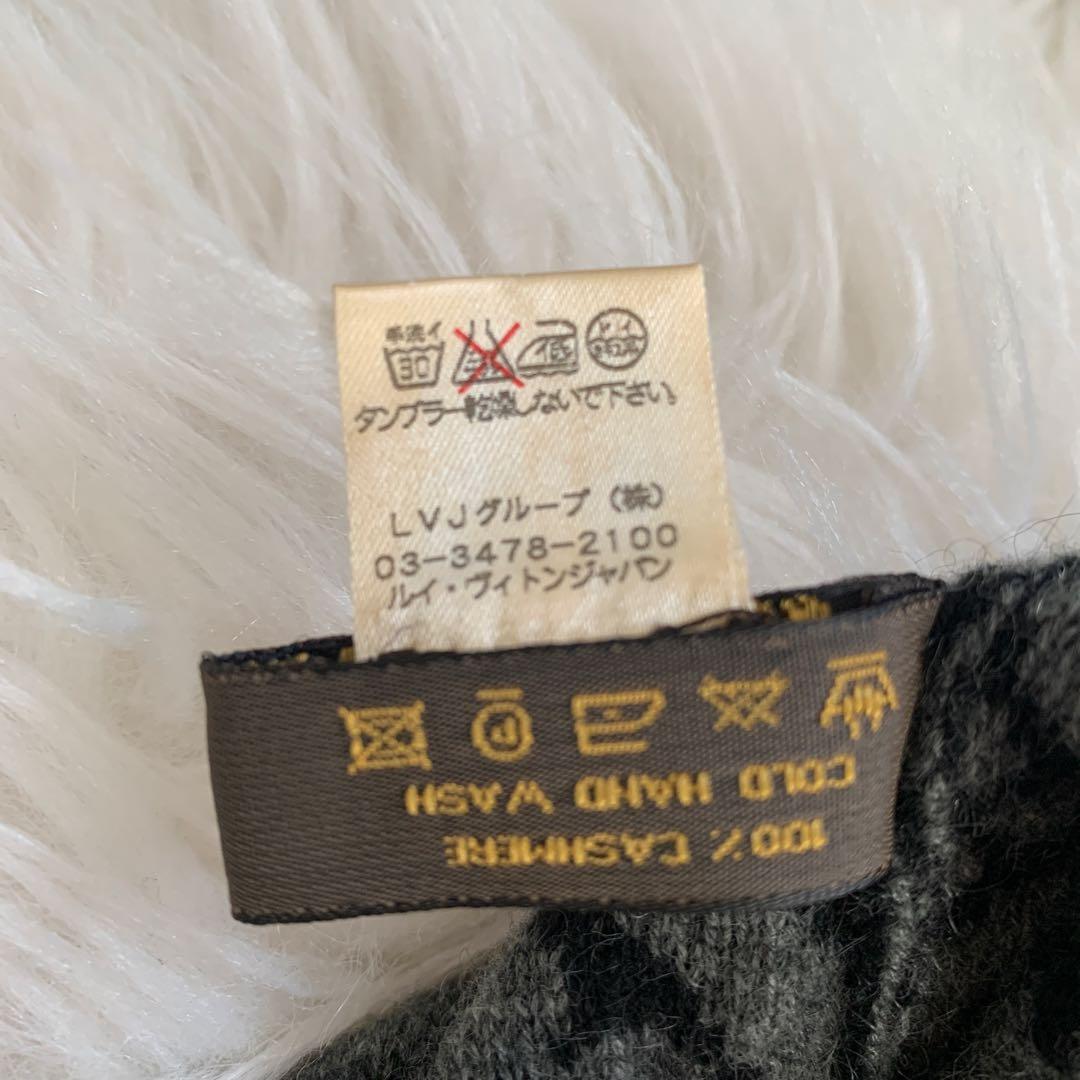 手洗イ
30 低 ドライ
タンブラー乾燥しないで下さい。
LVJグループ (株)
03-3478-2100
ルイ・ヴィトンジャパン
P
COLD HAND WASH
100% CASHMERE